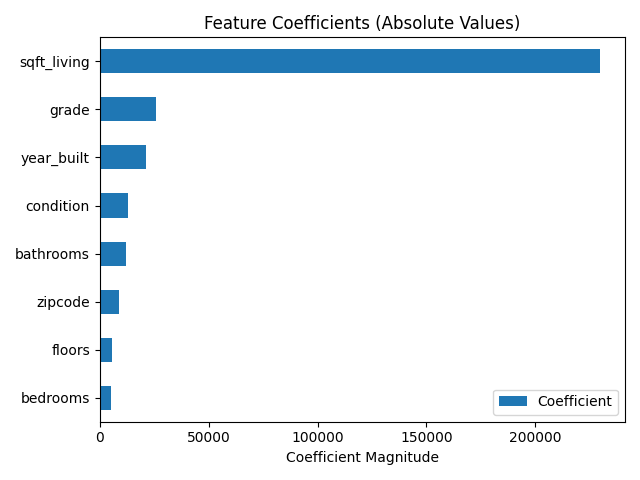 Feature Coefficients (Absolute Values)
sqft_living
grade
year_built
condition
bathrooms
zipcode
floors
bedrooms
Coefficient
0 50000 100000 150000 200000
Coefficient Magnitude